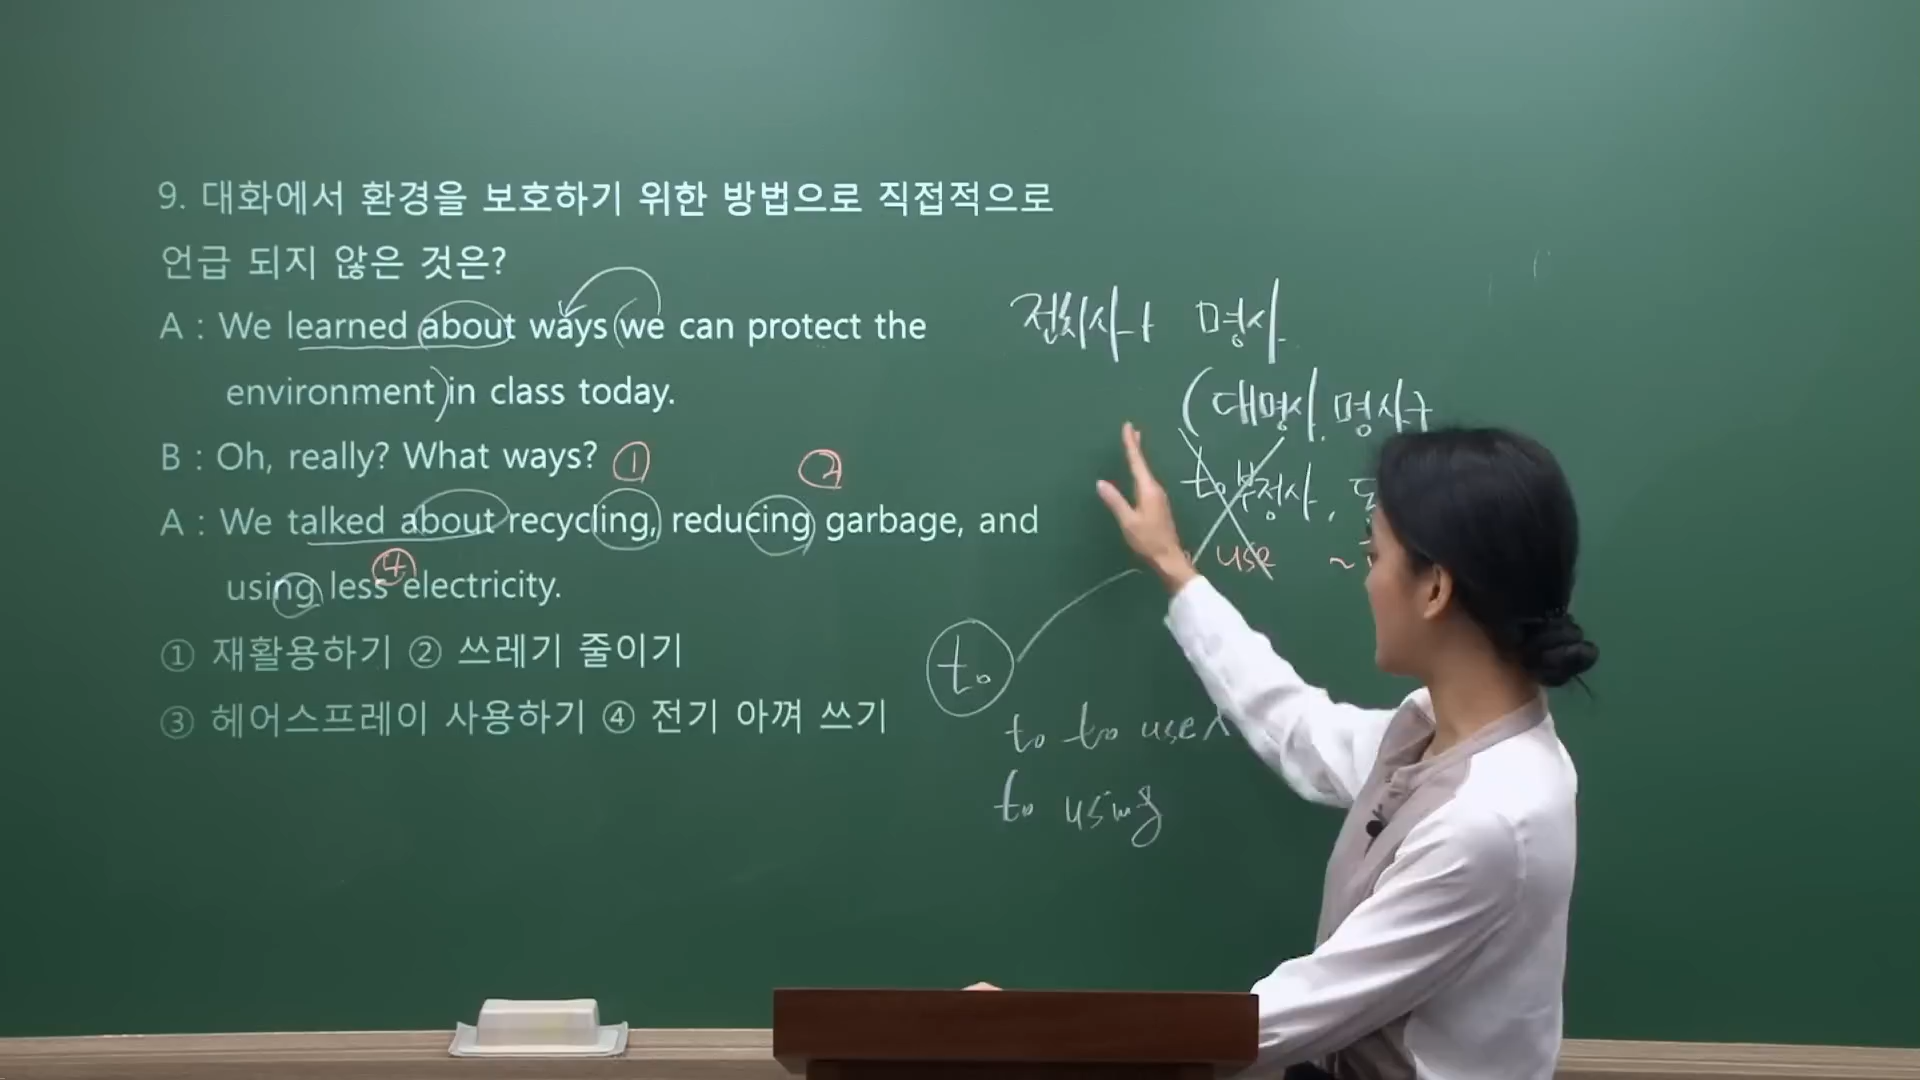 9. 대화에서 환경을 보호하기 위한 방법으로 직접적으로
언급 되지 않은 것은?
A : We learned about ways we can protect the
environment) in class today.
B : Oh, really? What ways? ①
②
A : We talked about recycling, reducing garbage, and
④
using less electricity.
① 재활용하기 ② 쓰레기 줄이기
③ 헤어스프레이 사용하기 ④ 전기 아껴 쓰기
전치사 + 명사
(대명사, 명사구
to부정사,
use
to
to to use X
to using